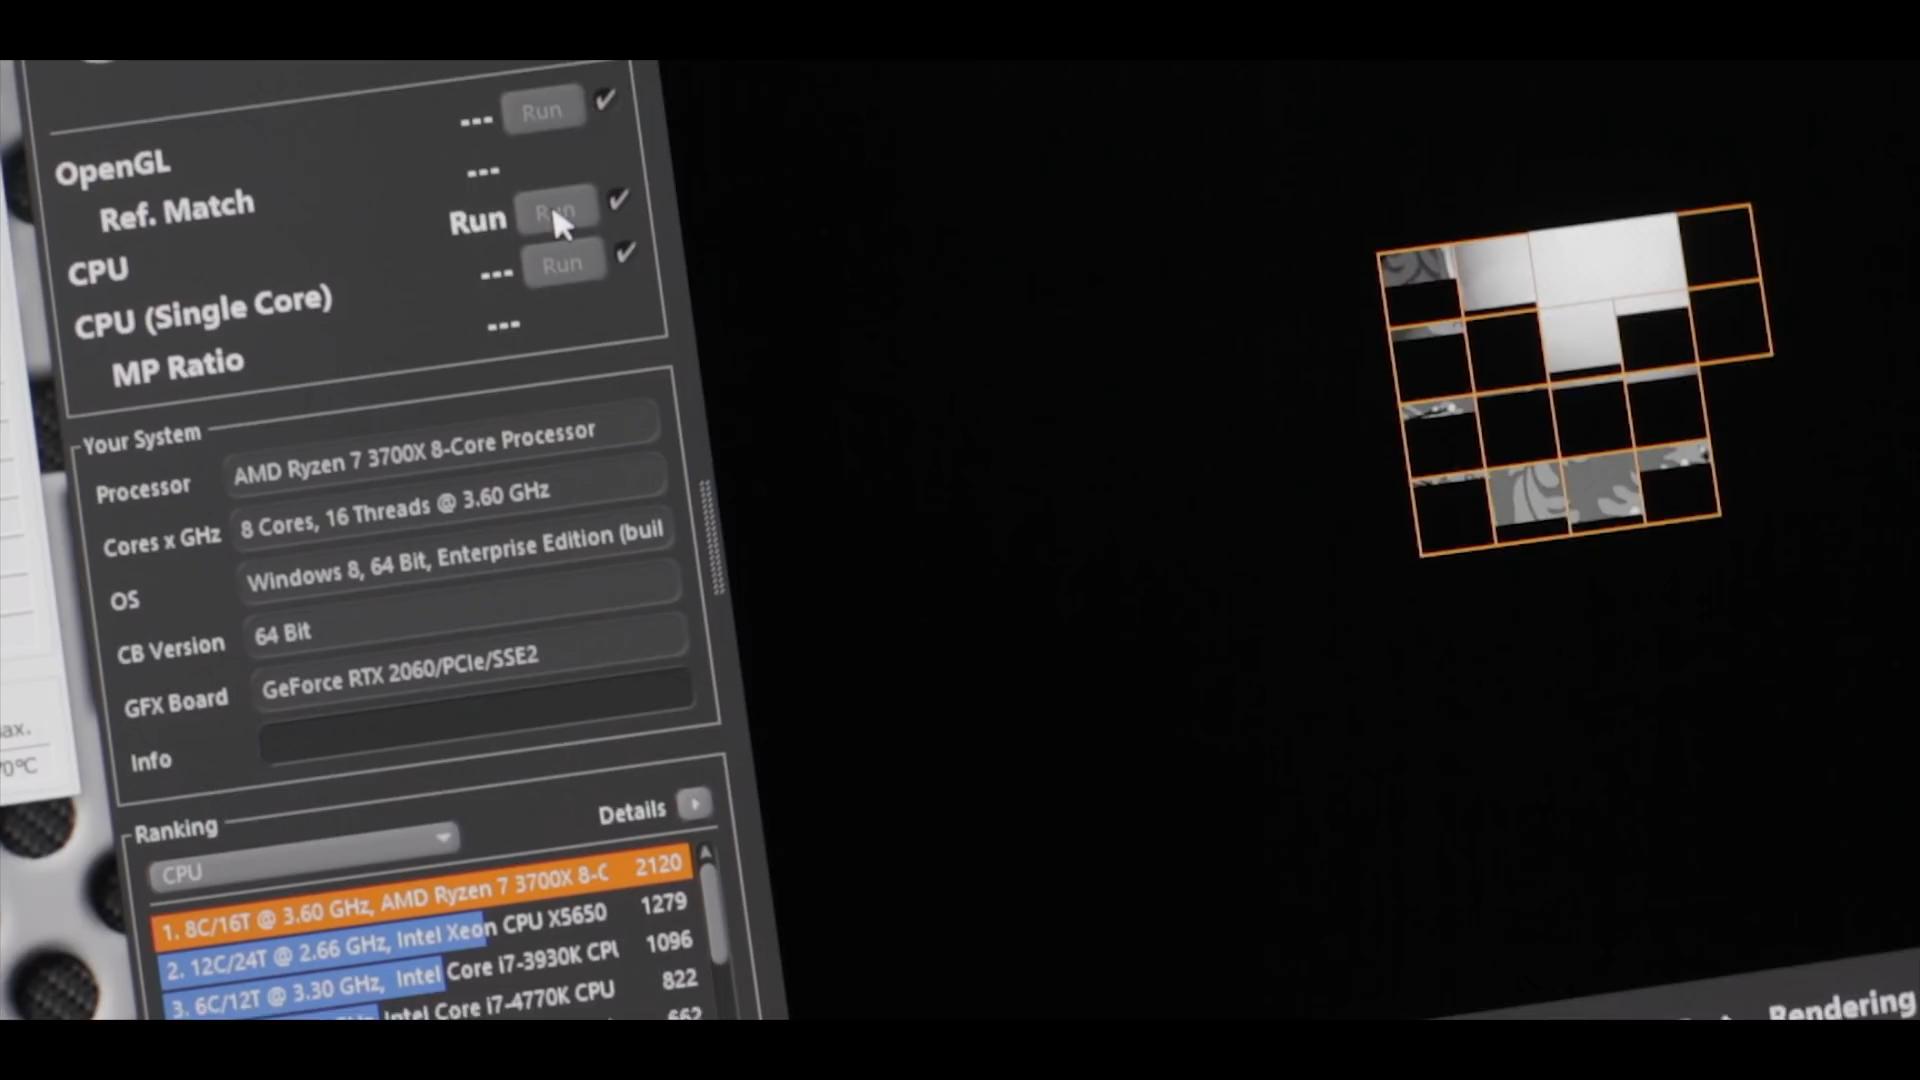 --- Run
OpenGL ---
Ref. Match
Run Run
CPU --- Run
CPU (Single Core) ---
MP Ratio
Your System
Processor AMD Ryzen 7 3700X 8-Core Processor
Cores x GHz 8 Cores, 16 Threads @ 3.60 GHz
OS Windows 8, 64 Bit, Enterprise Edition (buil
CB Version 64 Bit
GFX Board GeForce RTX 2060/PCIe/SSE2
Info
Ranking
Details
CPU
1. 8C/16T @ 3.60 GHz, AMD Ryzen 7 3700X 8-C 2120
2. 12C/24T @ 2.66 GHz, Intel Xeon CPU X5650 1279
3. 6C/12T @ 3.30 GHz, Intel Core i7-3930K CPU 1096
Intel Core i7-4770K CPU 822
662
ax.
0°C
Rendering